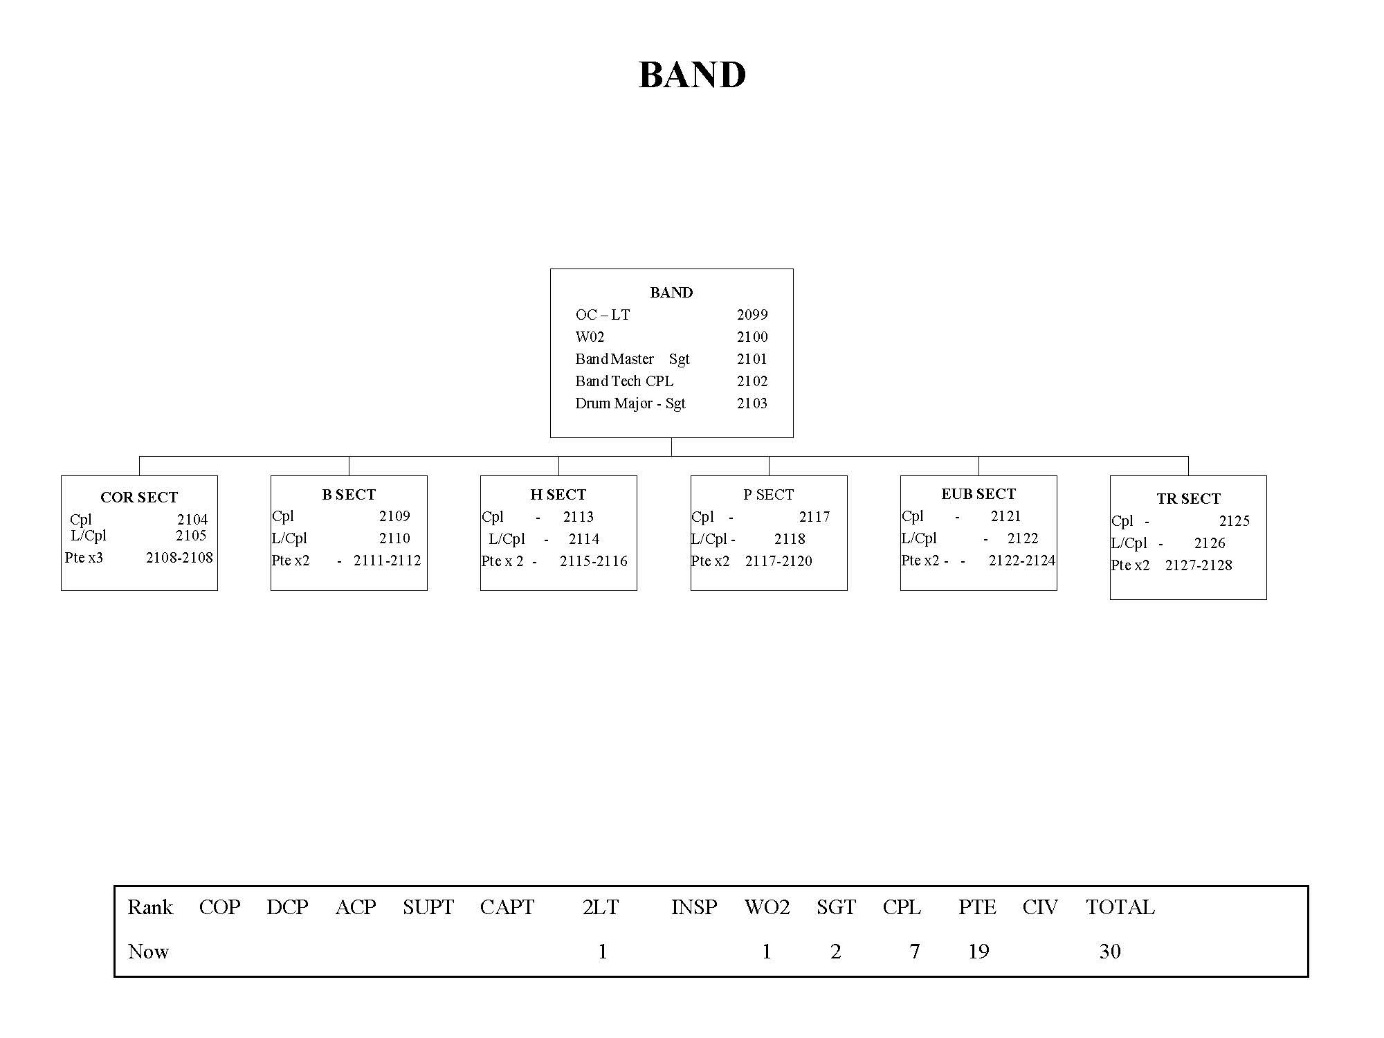 BAND
BAND
OC – LT 2099
W02 2100
Band Master Sgt 2101
Band Tech CPL 2102
Drum Major - Sgt 2103
COR SECT
Cpl 2104
L/Cpl 2105
Pte x3 2108-2108
B SECT
Cpl 2109
L/Cpl 2110
Pte x2 - 2111-2112
H SECT
Cpl - 2113
L/Cpl - 2114
Pte x 2 - 2115-2116
P SECT
Cpl - 2117
L/Cpl - 2118
Pte x2 2117-2120
EUB SECT
Cpl - 2121
L/Cpl - 2122
Pte x2 - - 2122-2124
TR SECT
Cpl - 2125
L/Cpl - 2126
Pte x2 2127-2128
Rank COP DCP ACP SUPT CAPT 2LT INSP WO2 SGT CPL PTE CIV TOTAL
Now 1 1 2 7 19 30